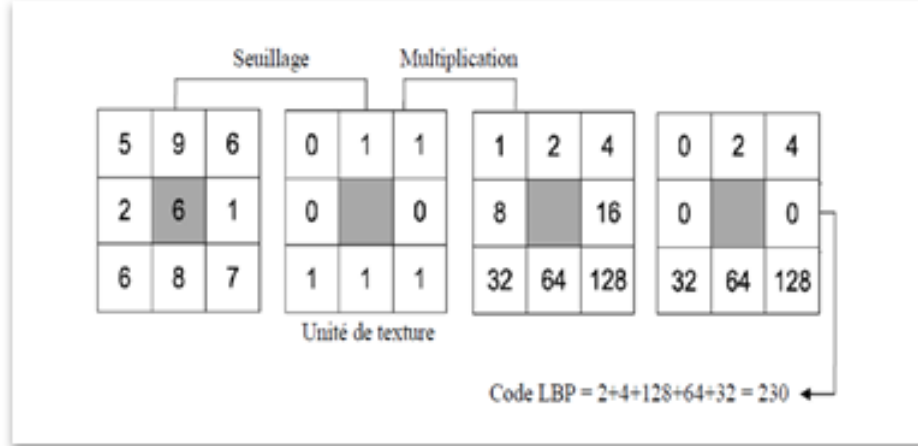 Seuillage Multiplication
5 9 6 0 1 1 1 2 4 0 2 4
2 6 1 0 0 8 16 0 0
6 8 7 1 1 1 32 64 128 32 64 128
Unité de texture
Code LBP = 2+4+128+64+32 = 230